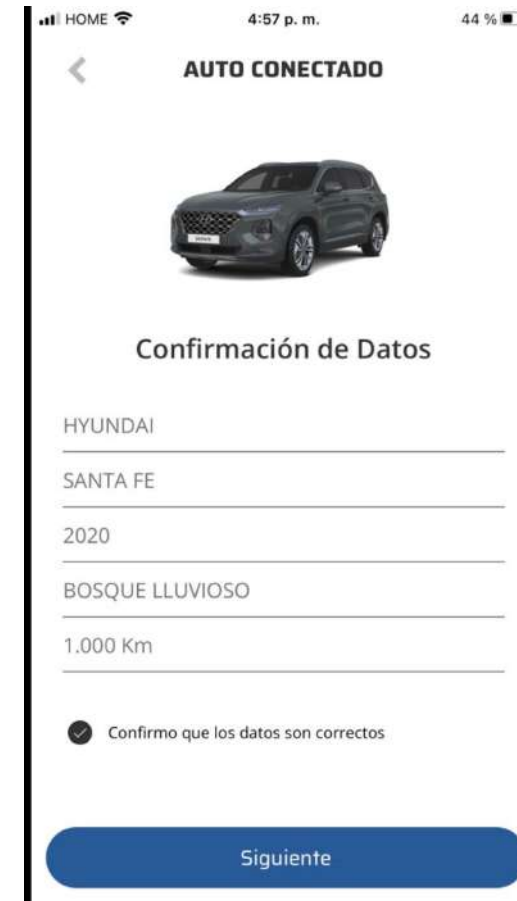 HOME 4:57 p. m. 44 %
AUTO CONECTADO
Confirmación de Datos
HYUNDAI
SANTA FE
2020
BOSQUE LLUVIOSO
1.000 Km
Confirmo que los datos son correctos
Siguiente